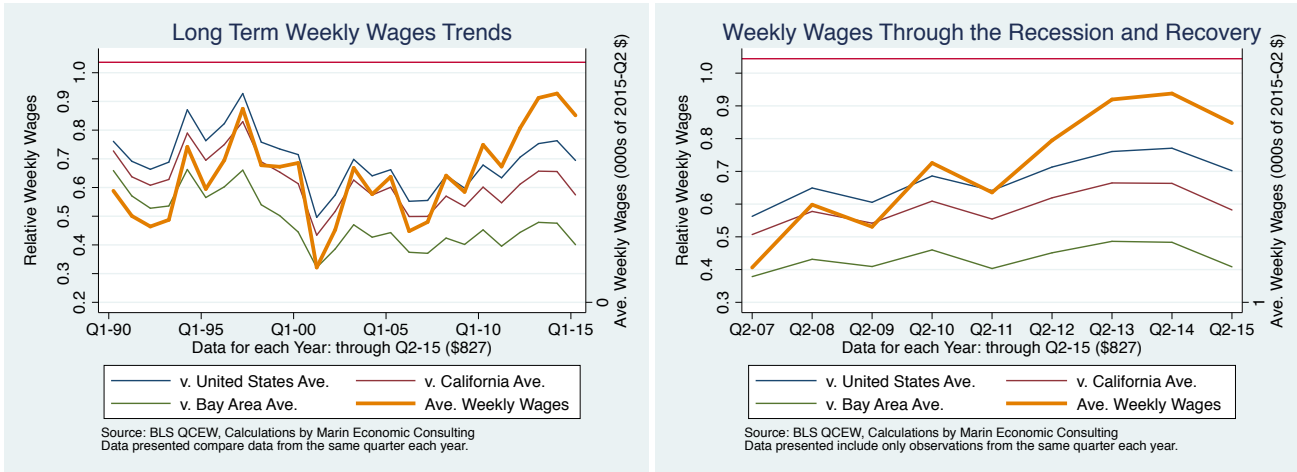 Long Term Weekly Wages Trends
Relative Weekly Wages
1.0
0.9
0.8
0.7
0.6
0.5
0.4
0.3
0.2
0
Ave. Weekly Wages (000s of 2015-Q2 $)
Q1-90 Q1-95 Q1-00 Q1-05 Q1-10 Q1-15
Data for each Year: through Q2-15 ($827)
v. United States Ave. v. California Ave.
v. Bay Area Ave. Ave. Weekly Wages
Source: BLS QCEW, Calculations by Marin Economic Consulting
Data presented compare data from the same quarter each year.
Weekly Wages Through the Recession and Recovery
Relative Weekly Wages
1.0
0.9
0.8
0.7
0.6
0.5
0.4
0.3
1
Ave. Weekly Wages (000s of 2015-Q2 $)
Q2-07 Q2-08 Q2-09 Q2-10 Q2-11 Q2-12 Q2-13 Q2-14 Q2-15
Data for each Year: through Q2-15 ($827)
v. United States Ave. v. California Ave.
v. Bay Area Ave. Ave. Weekly Wages
Source: BLS QCEW, Calculations by Marin Economic Consulting
Data presented include only observations from the same quarter each year.